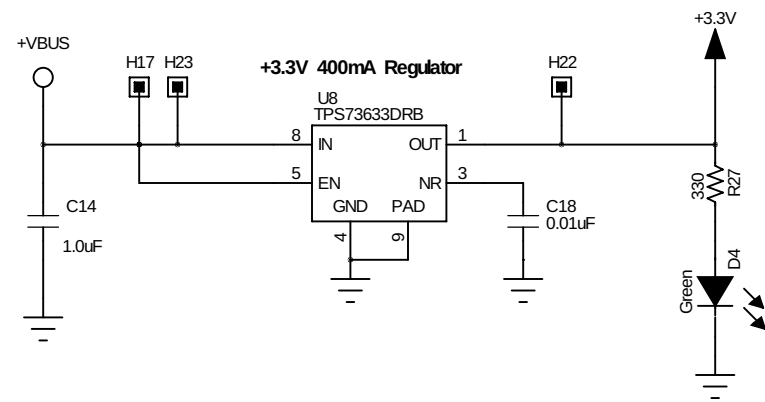 +3.3V
+VBUS
H17
H23
+3.3V 400mA Regulator
H22
U8
TPS73633DRB
8
IN
OUT
1
5
EN
NR
3
GND
PAD
4
9
C14
1.0uF
C18
0.01uF
330
R27
D4
Green